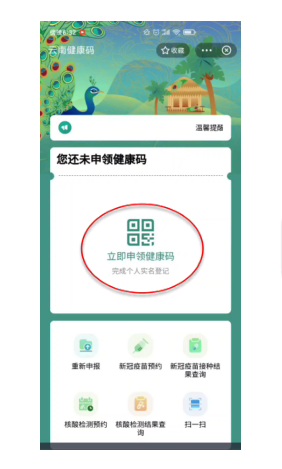 云南健康码
收藏
温馨提醒
您还未申领健康码
立即申领健康码
完成个人实名登记
重新申报
新冠疫苗预约
新冠疫苗接种结
果查询
核酸检测预约
核酸检测结果查
询
扫一扫